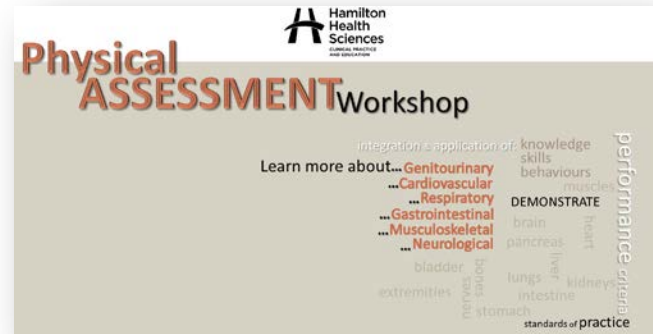 Hamilton
Health
Sciences
CLINICAL PRACTICE
AND EDUCATION
Physical
ASSESSMENT Workshop
integration & application of: knowledge
skills
behaviours
Learn more about... Genitourinary
...Cardiovascular
...Respiratory
...Gastrointestinal
...Musculoskeletal
...Neurological
muscles
DEMONSTRATE
brain
heart
pancreas
liver
bladder
bones
lungs
kidneys
extremities
nerves
intestine
stomach
performance criteria
standards of practice